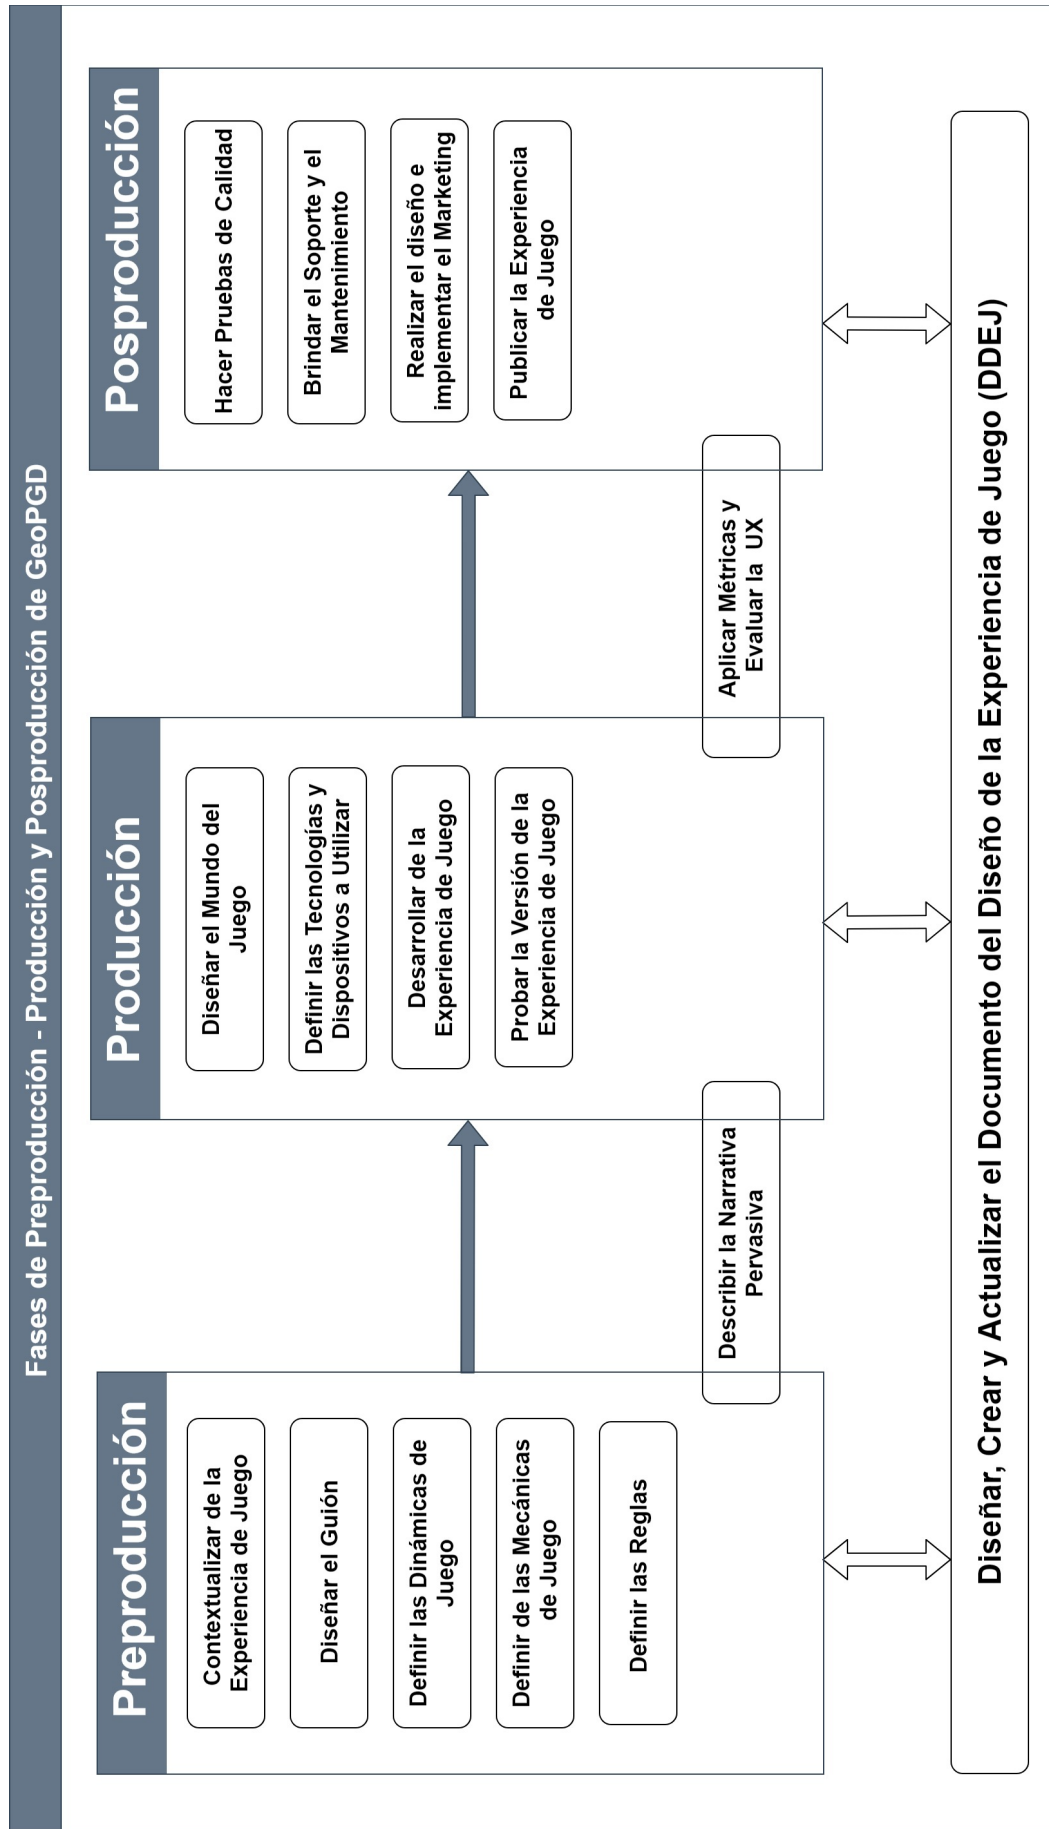 Fases de Preproducción - Producción y Posproducción de GeoPGD
Preproducción
Contextualizar de la
Experiencia de Juego
Diseñar el Guión
Definir las Dinámicas de
Juego
Definir de las Mecánicas
de Juego
Definir las Reglas
Describir la Narrativa
Pervasiva
Producción
Diseñar el Mundo del
Juego
Definir las Tecnologías y
Dispositivos a Utilizar
Desarrollar de la
Experiencia de Juego
Probar la Versión de la
Experiencia de Juego
Aplicar Métricas y
Evaluar la UX
Posproducción
Hacer Pruebas de Calidad
Brindar el Soporte y el
Mantenimiento
Realizar el diseño e
implementar el Marketing
Publicar la Experiencia
de Juego
Diseñar, Crear y Actualizar el Documento del Diseño de la Experiencia de Juego (DDEJ)